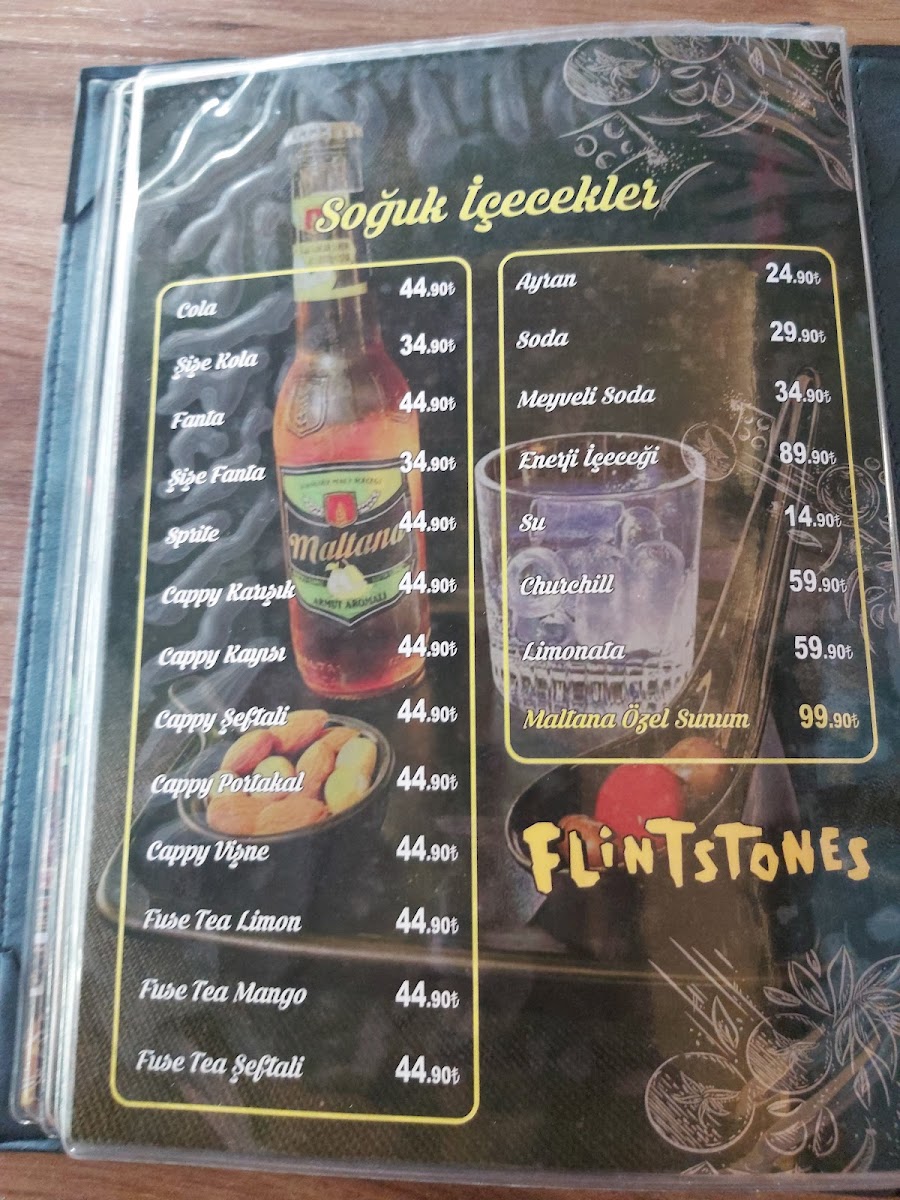 Soğuk İçecekler
Cola 44.90₺
Şişe Kola 34.90₺
Fanta 44.90₺
Şişe Fanta 34.90₺
Sprite 44.90₺
Cappy Karışık 44.90₺
Cappy Kayısı 44.90₺
Cappy Şeftali 44.90₺
Cappy Portakal 44.90₺
Cappy Vişne 44.90₺
Fuse Tea Limon 44.90₺
Fuse Tea Mango 44.90₺
Fuse Tea Şeftali 44.90₺
Ayran 24.90₺
Soda 29.90₺
Meyveli Soda 34.90₺
Enerji İçeceği 89.90₺
Su 14.90₺
Churchill 59.90₺
Limonata 59.90₺
Maltana Özel Sunum 99.90₺
Maltana
ARMUT AROMALI
FLiNTSTONES